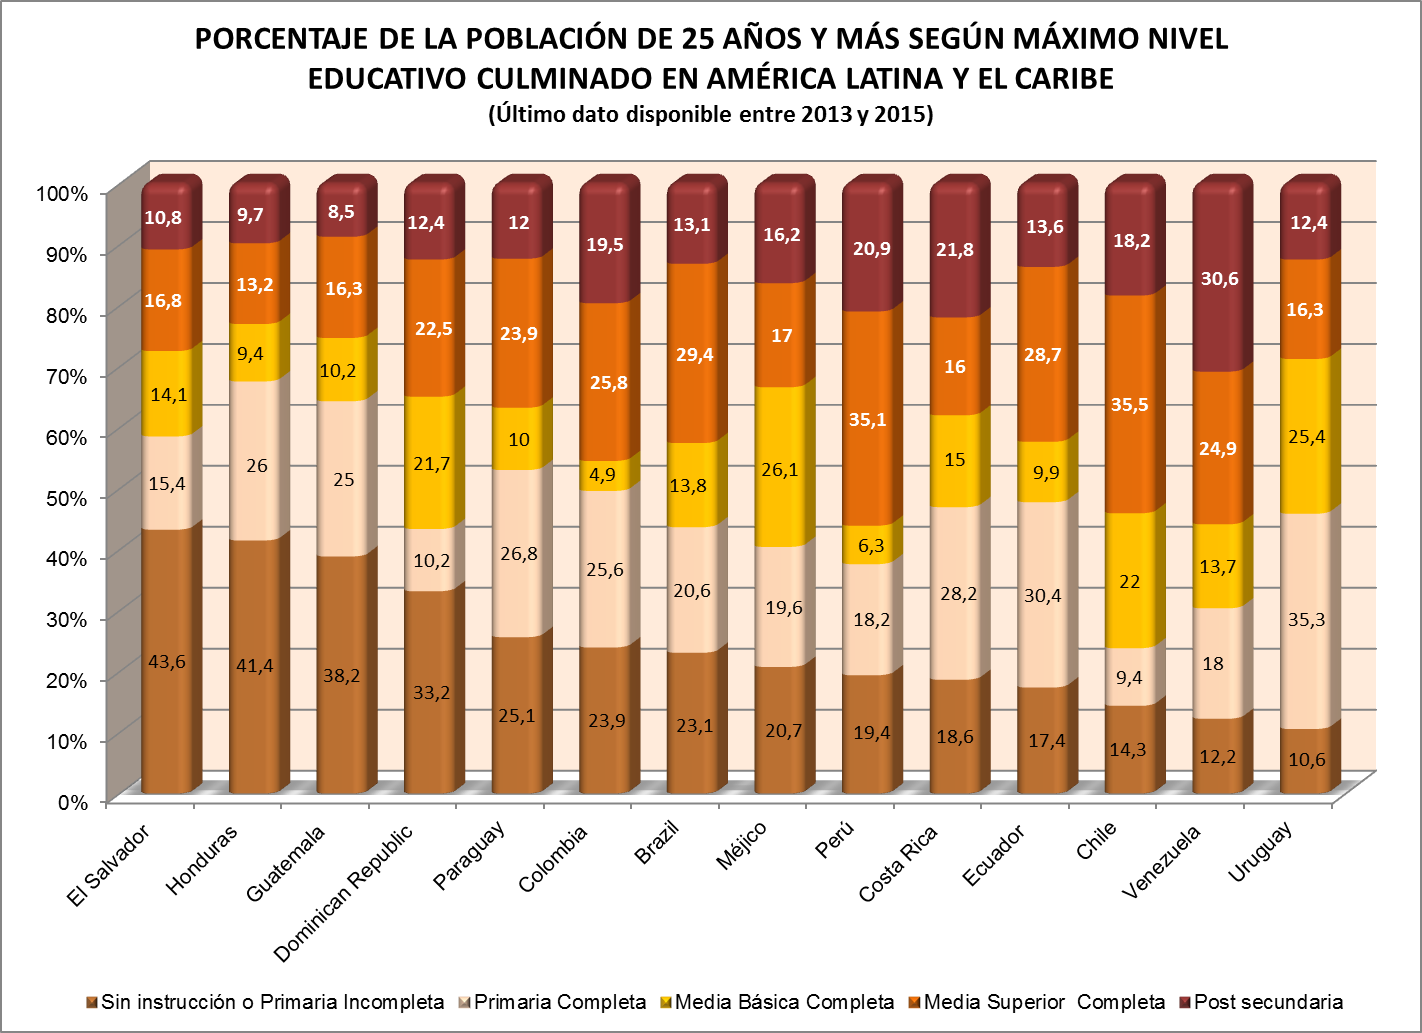 PORCENTAJE DE LA POBLACIÓN DE 25 AÑOS Y MÁS SEGÚN MÁXIMO NIVEL
EDUCATIVO CULMINADO EN AMÉRICA LATINA Y EL CARIBE
(Último dato disponible entre 2013 y 2015)
100%
90%
80%
70%
60%
50%
40%
30%
20%
10%
0%
10,8 9,7 8,5 12,4 12 19,5 13,1 16,2 20,9 21,8 13,6 18,2 30,6 12,4
16,8 13,2 16,3 22,5 23,9 25,8 29,4 17 35,1 16 28,7 35,5 24,9 16,3
14,1 9,4 10,2 21,7 10 4,9 13,8 26,1 6,3 15 9,9 22 13,7 25,4
15,4 26 25 10,2 26,8 25,6 20,6 19,6 18,2 28,2 30,4 9,4 18 35,3
43,6 41,4 38,2 33,2 25,1 23,9 23,1 20,7 19,4 18,6 17,4 14,3 12,2 10,6
El Salvador
Honduras
Guatemala
Dominican Republic
Paraguay
Colombia
Brazil
Méjico
Perú
Costa Rica
Ecuador
Chile
Venezuela
Uruguay
Sin instrucción o Primaria Incompleta Primaria Completa Media Básica Completa Media Superior Completa Post secundaria